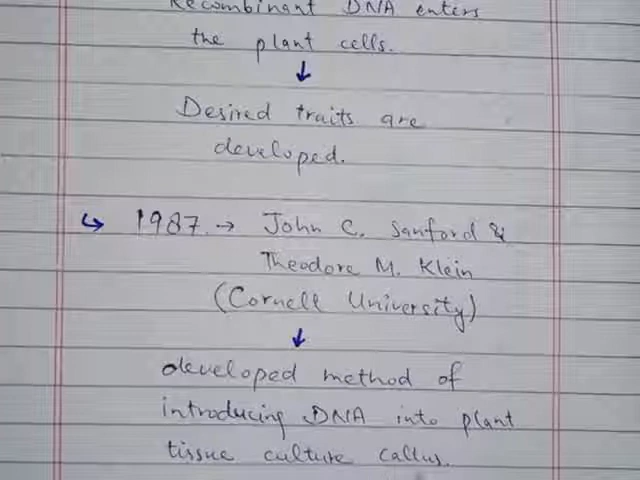 Recombinant DNA enters
the plant cells.
↓
Desired traits are
developed.
↳ 1987 → John C. Sanford &
Theodore M. Klein
(Cornell University)
↓
developed method of
introducing DNA into plant
tissue culture callus.